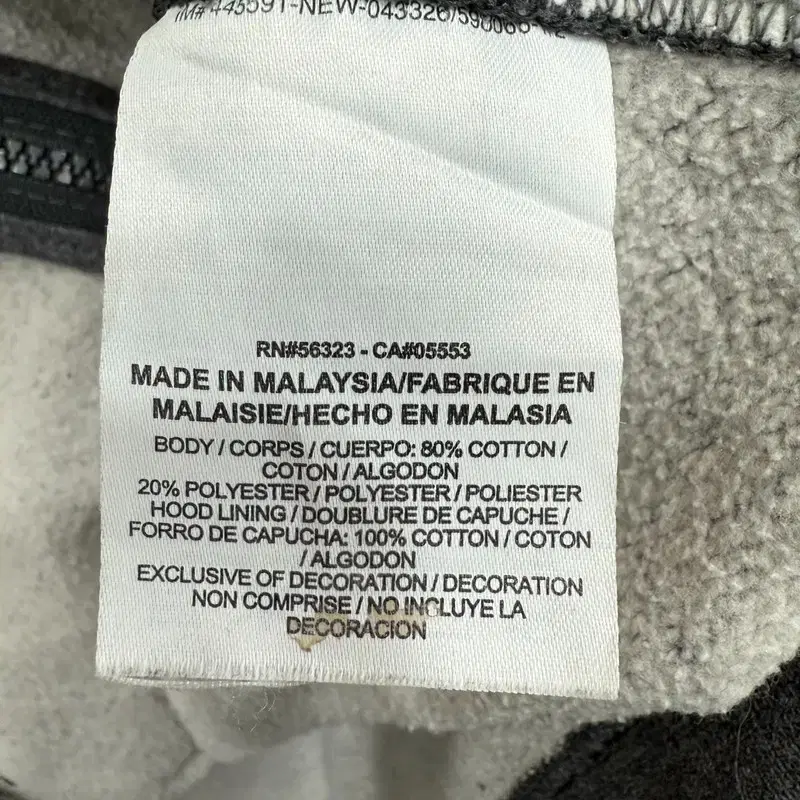 RN#56323 - CA#05553
MADE IN MALAYSIA/FABRIQUE EN
MALAISIE/HECHO EN MALASIA
BODY / CORPS / CUERPO: 80% COTTON /
COTON / ALGODON
20% POLYESTER / POLYESTER / POLIESTER
HOOD LINING / DOUBLURE DE CAPUCHE /
FORRO DE CAPUCHA: 100% COTTON / COTON
/ ALGODON
EXCLUSIVE OF DECORATION / DECORATION
NON COMPRISE / NO INCLUYE LA
DECORACION